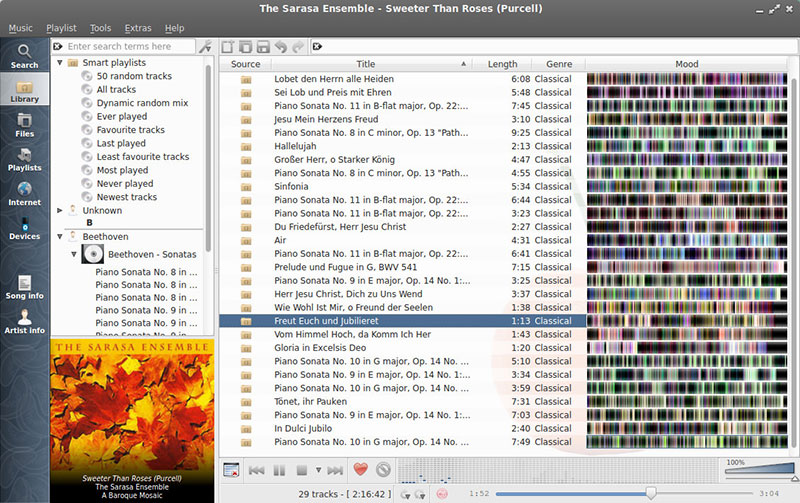 The Sarasa Ensemble - Sweeter Than Roses (Purcell)
Music Playlist Tools Extras Help
Enter search terms here
Search
Library
Files
Playlists
Internet
Devices
Song info
Artist info
Smart playlists
50 random tracks
All tracks
Dynamic random mix
Ever played
Favourite tracks
Last played
Least favourite tracks
Most played
Never played
Newest tracks
Unknown
B
Beethoven
Beethoven - Sonatas
Piano Sonata No. 8 in ...
Piano Sonata No. 8 in ...
Piano Sonata No. 8 in ...
Piano Sonata No. 9 in ...
Piano Sonata No. 9 in ...
THE SARASA ENSEMBLE
Sweeter Than Roses (Purcell)
The Sarasa Ensemble
A Baroque Mosaic
Source Title Length Genre Mood
Lobet den Herrn alle Heiden 6:08 Classical
Sei Lob und Preis mit Ehren 5:48 Classical
Piano Sonata No. 11 in B-flat major, Op. 22:... 7:45 Classical
Jesu Mein Herzens Freud 3:10 Classical
Piano Sonata No. 8 in C minor, Op. 13 "Path... 9:25 Classical
Hallelujah 2:13 Classical
Großer Herr, o Starker König 4:47 Classical
Piano Sonata No. 8 in C minor, Op. 13 "Path... 4:55 Classical
Sinfonia 5:34 Classical
Piano Sonata No. 11 in B-flat major, Op. 22:... 6:44 Classical
Piano Sonata No. 11 in B-flat major, Op. 22:... 3:23 Classical
Du Friedefürst, Herr Jesu Christ 2:27 Classical
Air 4:31 Classical
Piano Sonata No. 11 in B-flat major, Op. 22:... 6:41 Classical
Prelude and Fugue in G, BWV 541 7:15 Classical
Piano Sonata No. 9 in E major, Op. 14 No. 1:... 3:25 Classical
Herr Jesu Christ, Dich zu Uns Wend 3:37 Classical
Wie Wohl Ist Mir, o Freund der Seelen 1:38 Classical
Freut Euch und Jubilieret 1:13 Classical
Vom Himmel Hoch, da Komm Ich Her 1:43 Classical
Gloria in Excelsis Deo 1:20 Classical
Piano Sonata No. 10 in G major, Op. 14 No. ... 5:10 Classical
Piano Sonata No. 9 in E major, Op. 14 No. 1:... 3:34 Classical
Piano Sonata No. 10 in G major, Op. 14 No. ... 3:59 Classical
Tönet, ihr Pauken 7:31 Classical
Piano Sonata No. 9 in E major, Op. 14 No. 1:... 7:03 Classical
In Dulci Jubilo 2:40 Classical
Piano Sonata No. 10 in G major, Op. 14 No. ... 7:49 Classical
100%
29 tracks - [ 2:16:42 ] 1:52 3:04